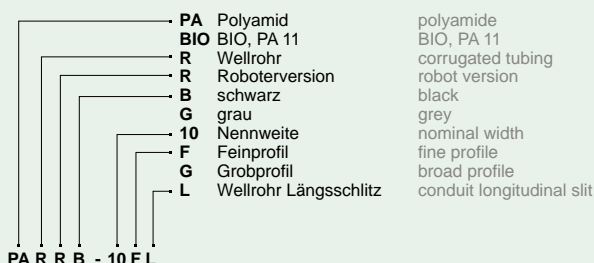 PA Polyamid polyamide
BIO BIO, PA 11 BIO, PA 11
R Wellrohr corrugated tubing
R Roboterversion robot version
B schwarz black
G grau grey
10 Nennweite nominal width
F Feinprofil fine profile
G Grobprofil broad profile
L Wellrohr Längsschlitz conduit longitudinal slit
PA R R B - 10 F L